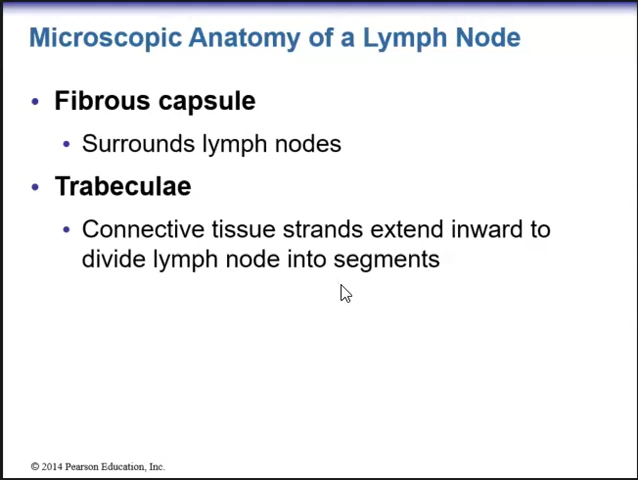 Microscopic Anatomy of a Lymph Node
• Fibrous capsule
• Surrounds lymph nodes
• Trabeculae
• Connective tissue strands extend inward to
divide lymph node into segments
© 2014 Pearson Education, Inc.